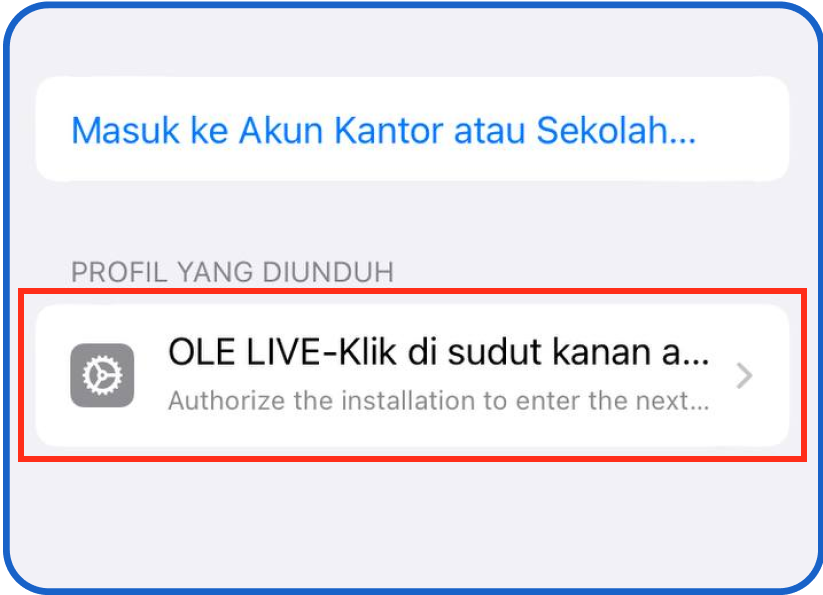 Masuk ke Akun Kantor atau Sekolah...
PROFIL YANG DIUNDUH
OLE LIVE-Klik di sudut kanan a...
Authorize the installation to enter the next...